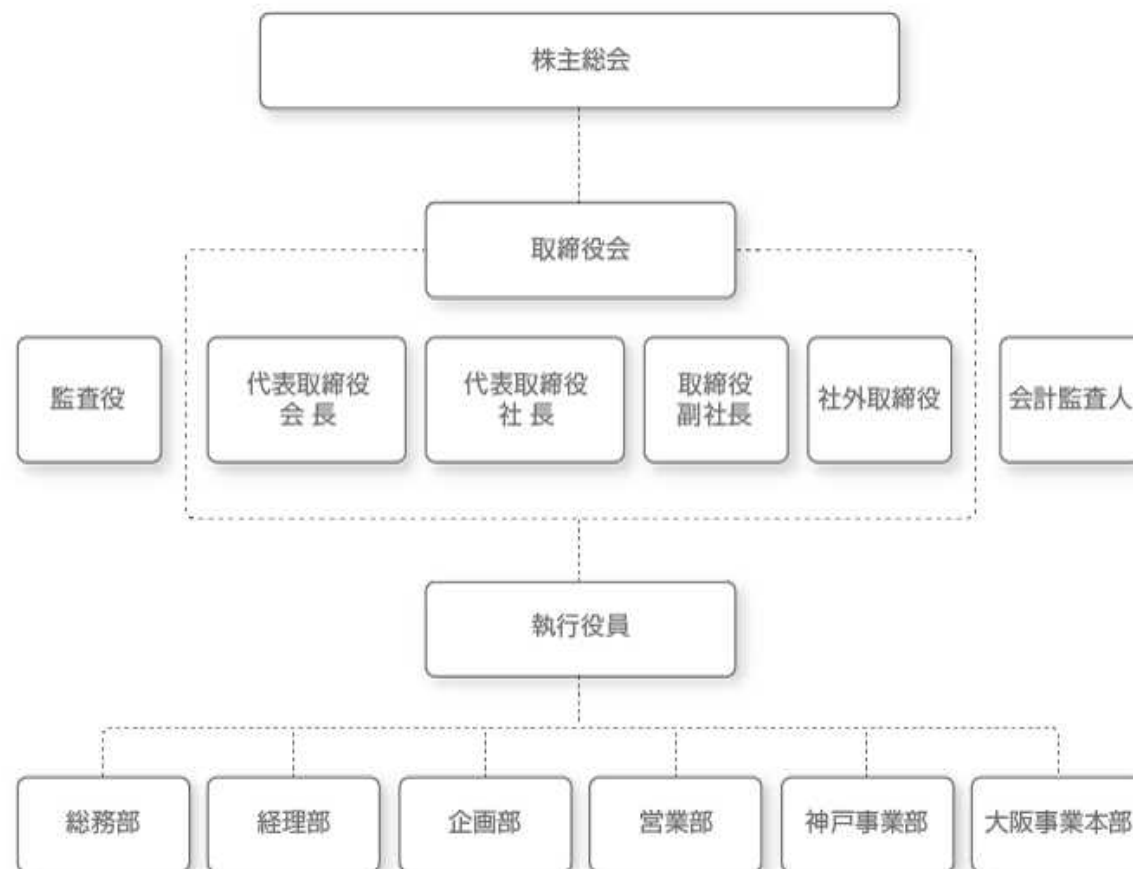 株主総会
取締役会
監査役
代表取締役
会 長
代表取締役
社 長
取締役
副社長
社外取締役
会計監査人
執行役員
総務部
経理部
企画部
営業部
神戸事業部
大阪事業本部